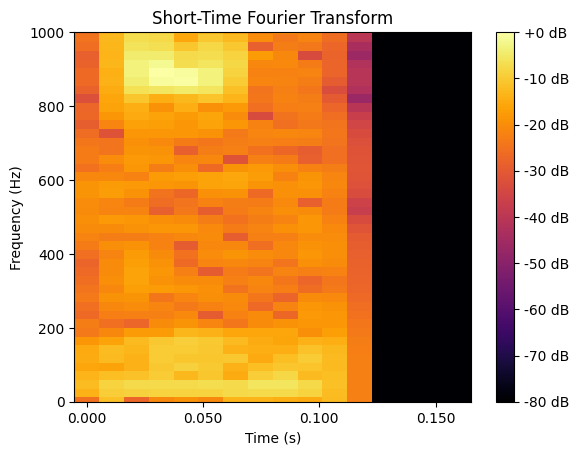 Short-Time Fourier Transform
1000
800
600
400
200
0
Frequency (Hz)
0.000
0.050
0.100
0.150
Time (s)
+0 dB
-10 dB
-20 dB
-30 dB
-40 dB
-50 dB
-60 dB
-70 dB
-80 dB